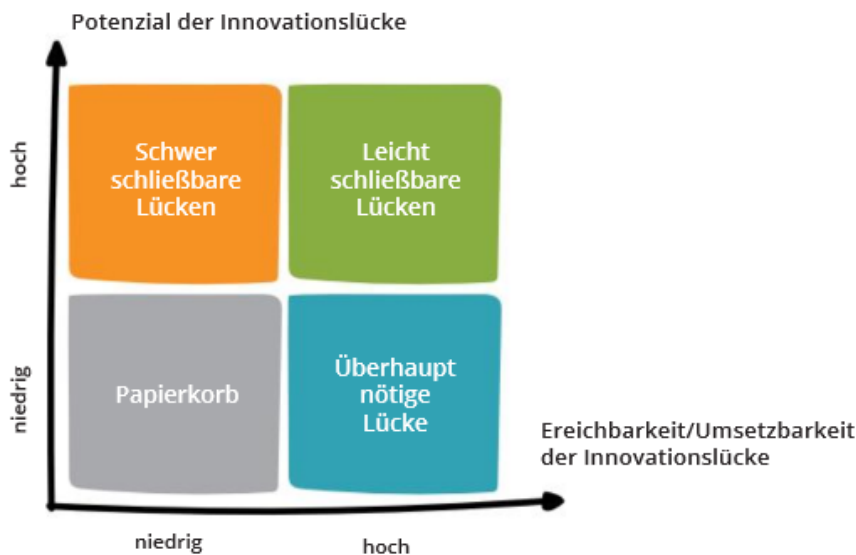 Potenzial der Innovationslücke
hoch
Schwer
schließbare
Lücken
Leicht
schließbare
Lücken
niedrig
Papierkorb
Überhaupt
nötige
Lücke
Ereichbarkeit/Umsetzbarkeit
der Innovationslücke
niedrig
hoch